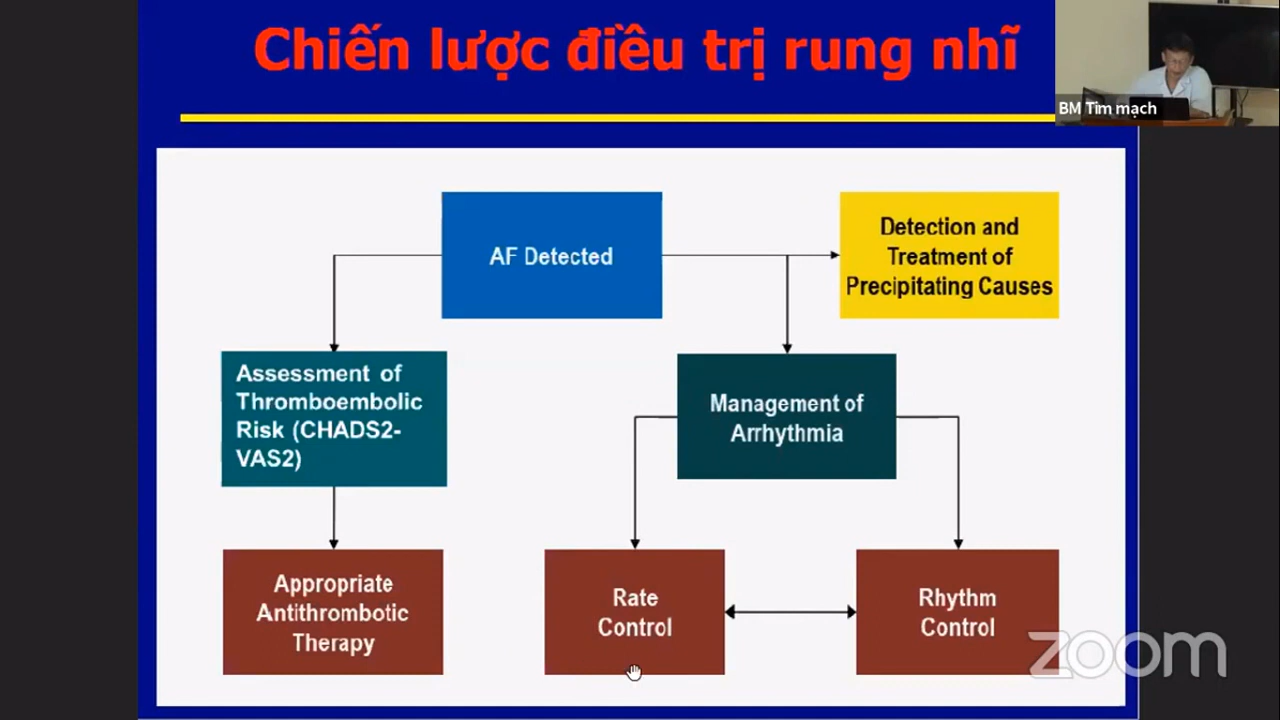 Chiến lược điều trị rung nhĩ
BM Tim mạch
AF Detected
Detection and
Treatment of
Precipitating Causes
Assessment of
Thromboembolic
Risk (CHADS2-
VAS2)
Management of
Arrhythmia
Appropriate
Antithrombotic
Therapy
Rate
Control
Rhythm
Control
zoom